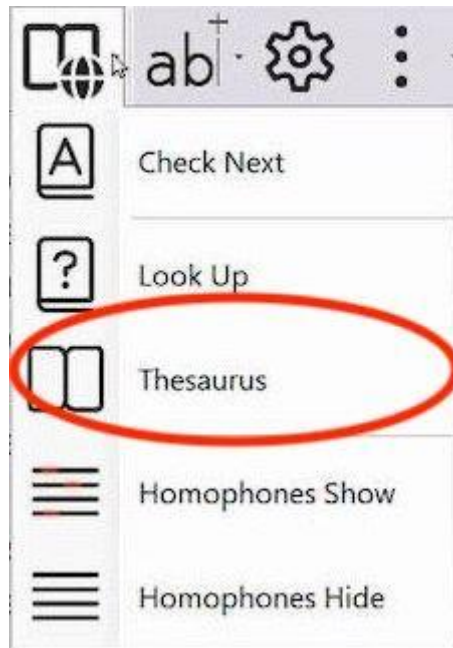 ab
A
Check Next
?
Look Up
Thesaurus
Homophones Show
Homophones Hide